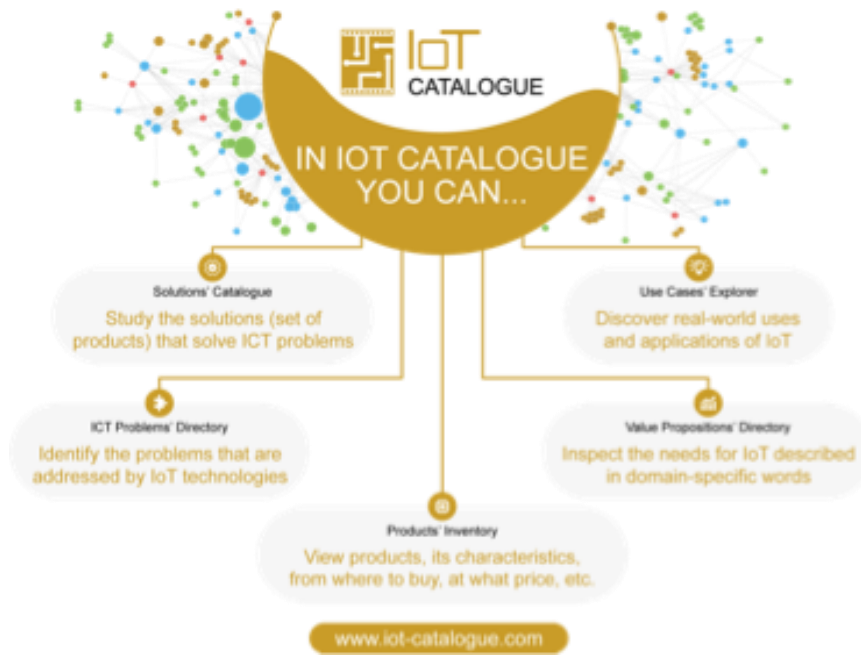 IoT
CATALOGUE
IN IOT CATALOGUE
YOU CAN...
Solutions' Catalogue
Study the solutions (set of
products) that solve ICT problems
Use Cases' Explorer
Discover real-world uses
and applications of IoT
ICT Problems' Directory
Identify the problems that are
addressed by IoT technologies
Value Propositions' Directory
Inspect the needs for IoT described
in domain-specific words
Products' Inventory
View products, its characteristics,
from where to buy, at what price, etc.
www.iot-catalogue.com